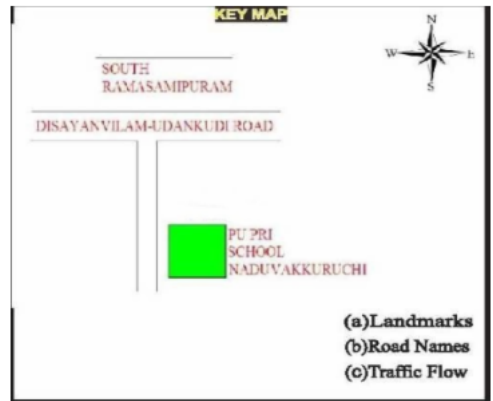 KEY MAP
N
W E
S
SOUTH
RAMASAMIPURAM
DISAYANVILAM-UDANKUDI ROAD
PU PRI
SCHOOL
NADUVAKKURUCHI
(a)Landmarks
(b)Road Names
(c)Traffic Flow